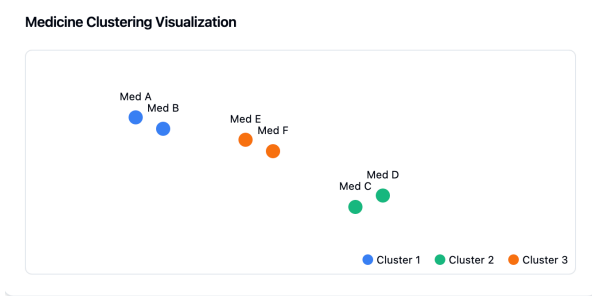 Medicine Clustering Visualization
Med A
Med B
Med E
Med F
Med D
Med C
Cluster 1
Cluster 2
Cluster 3